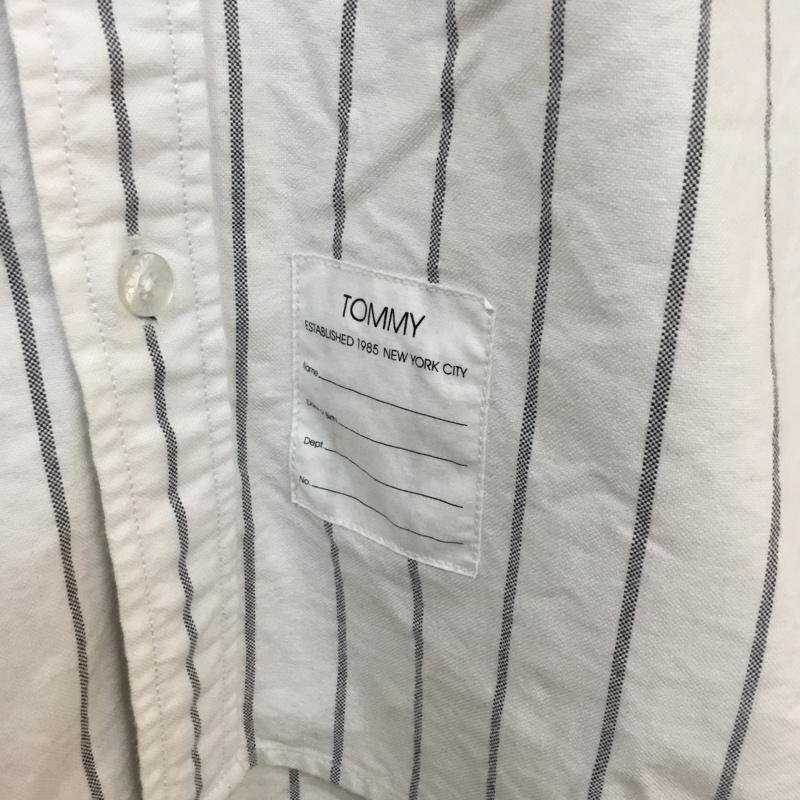 TOMMY
ESTABLISHED 1985 NEW YORK CITY
Name
Dept
No.